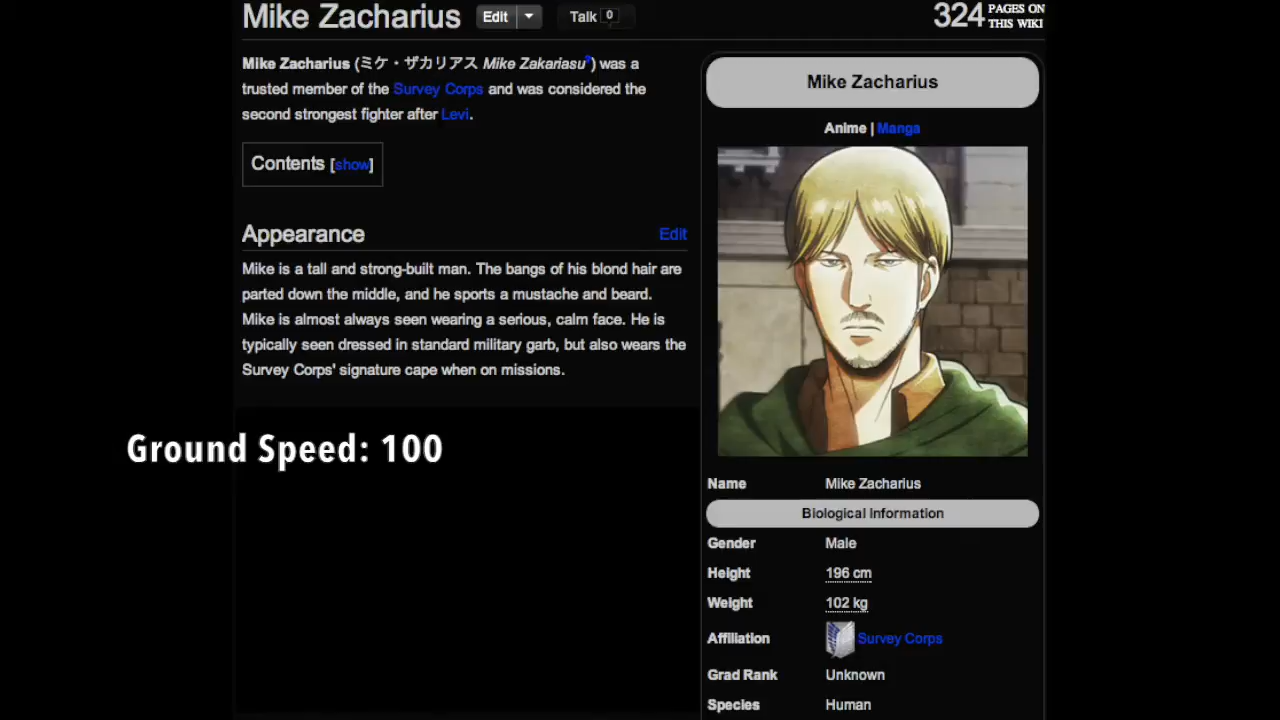 Mike Zacharius Edit Talk 0
324 PAGES ON THIS WIKI
Mike Zacharius (ミケ・ザカリアス Mike Zakariasu?) was a
trusted member of the Survey Corps and was considered the
second strongest fighter after Levi.
Contents [show]
Appearance Edit
Mike is a tall and strong-built man. The bangs of his blond hair are
parted down the middle, and he sports a mustache and beard.
Mike is almost always seen wearing a serious, calm face. He is
typically seen dressed in standard military garb, but also wears the
Survey Corps' signature cape when on missions.
Ground Speed: 100
Mike Zacharius
Anime | Manga
Name Mike Zacharius
Biological Information
Gender Male
Height 196 cm
Weight 102 kg
Affiliation Survey Corps
Grad Rank Unknown
Species Human